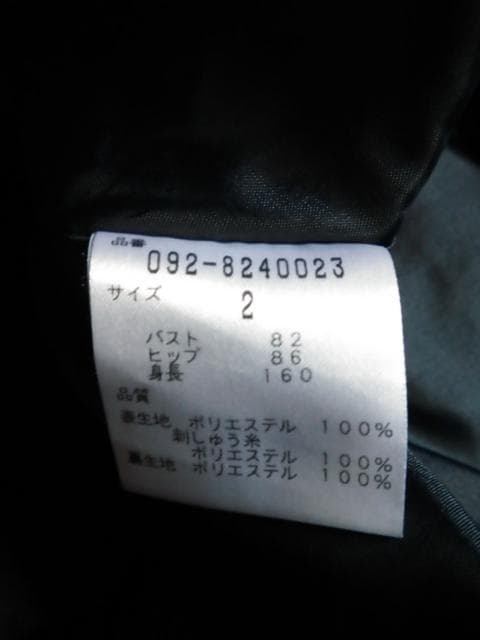 品番
092-8240023
サイズ
2
バスト 82
ヒップ 86
身長 160
品質
表生地 ポリエステル 100%
刺しゅう糸
ポリエステル 100%
裏生地 ポリエステル 100%